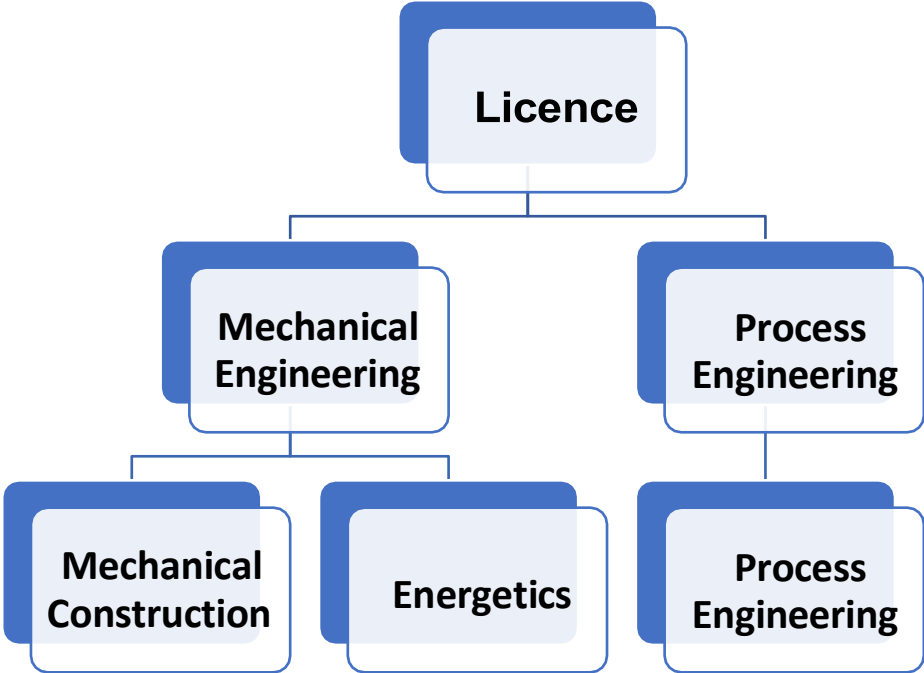 Licence
Mechanical
Engineering
Process
Engineering
Mechanical
Construction
Energetics
Process
Engineering